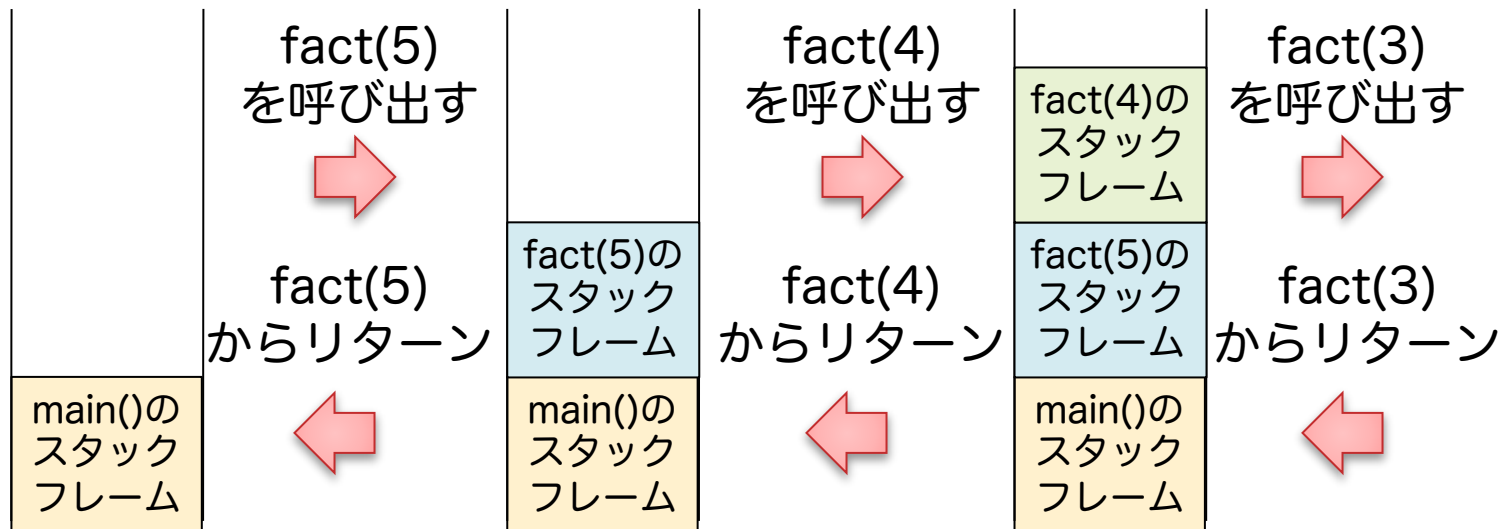 fact(5)
を呼び出す
fact(5)
からリターン
main()の
スタック
フレーム
fact(5)の
スタック
フレーム
main()の
スタック
フレーム
fact(4)
を呼び出す
fact(4)
からリターン
fact(4)の
スタック
フレーム
fact(5)の
スタック
フレーム
main()の
スタック
フレーム
fact(3)
を呼び出す
fact(3)
からリターン